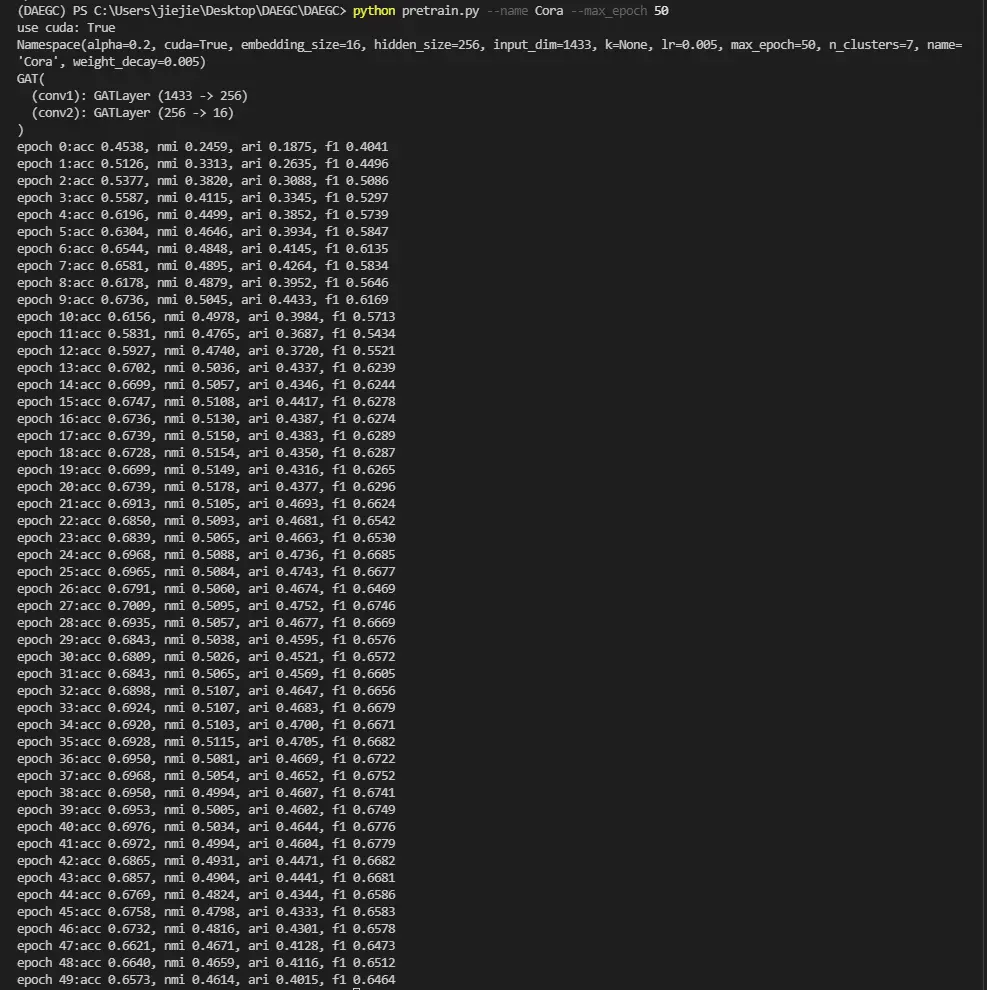 (DAEGC) PS C:\Users\jiejie\Desktop\DAEGC\DAEGC> python pretrain.py --name Cora --max_epoch 50
use cuda: True
Namespace(alpha=0.2, cuda=True, embedding_size=16, hidden_size=256, input_dim=1433, k=None, lr=0.005, max_epoch=50, n_clusters=7, name=
'Cora', weight_decay=0.005)
GAT(
  (conv1): GATLayer (1433 -> 256)
  (conv2): GATLayer (256 -> 16)
)
epoch 0:acc 0.4538, nmi 0.2459, ari 0.1875, f1 0.4041
epoch 1:acc 0.5126, nmi 0.3313, ari 0.2635, f1 0.4496
epoch 2:acc 0.5377, nmi 0.3820, ari 0.3088, f1 0.5086
epoch 3:acc 0.5587, nmi 0.4115, ari 0.3345, f1 0.5297
epoch 4:acc 0.6196, nmi 0.4499, ari 0.3852, f1 0.5739
epoch 5:acc 0.6304, nmi 0.4646, ari 0.3934, f1 0.5847
epoch 6:acc 0.6544, nmi 0.4848, ari 0.4145, f1 0.6135
epoch 7:acc 0.6581, nmi 0.4895, ari 0.4264, f1 0.5834
epoch 8:acc 0.6178, nmi 0.4879, ari 0.3952, f1 0.5646
epoch 9:acc 0.6736, nmi 0.5045, ari 0.4433, f1 0.6169
epoch 10:acc 0.6156, nmi 0.4978, ari 0.3984, f1 0.5713
epoch 11:acc 0.5831, nmi 0.4765, ari 0.3687, f1 0.5434
epoch 12:acc 0.5927, nmi 0.4740, ari 0.3720, f1 0.5521
epoch 13:acc 0.6702, nmi 0.5036, ari 0.4337, f1 0.6239
epoch 14:acc 0.6699, nmi 0.5057, ari 0.4346, f1 0.6244
epoch 15:acc 0.6747, nmi 0.5108, ari 0.4417, f1 0.6278
epoch 16:acc 0.6736, nmi 0.5130, ari 0.4387, f1 0.6274
epoch 17:acc 0.6739, nmi 0.5150, ari 0.4383, f1 0.6289
epoch 18:acc 0.6728, nmi 0.5154, ari 0.4350, f1 0.6287
epoch 19:acc 0.6699, nmi 0.5149, ari 0.4316, f1 0.6265
epoch 20:acc 0.6739, nmi 0.5178, ari 0.4377, f1 0.6296
epoch 21:acc 0.6913, nmi 0.5105, ari 0.4693, f1 0.6624
epoch 22:acc 0.6850, nmi 0.5093, ari 0.4681, f1 0.6542
epoch 23:acc 0.6839, nmi 0.5065, ari 0.4663, f1 0.6530
epoch 24:acc 0.6968, nmi 0.5088, ari 0.4736, f1 0.6685
epoch 25:acc 0.6965, nmi 0.5084, ari 0.4743, f1 0.6677
epoch 26:acc 0.6791, nmi 0.5060, ari 0.4674, f1 0.6469
epoch 27:acc 0.7009, nmi 0.5095, ari 0.4752, f1 0.6746
epoch 28:acc 0.6935, nmi 0.5057, ari 0.4677, f1 0.6669
epoch 29:acc 0.6843, nmi 0.5038, ari 0.4595, f1 0.6576
epoch 30:acc 0.6809, nmi 0.5026, ari 0.4521, f1 0.6572
epoch 31:acc 0.6843, nmi 0.5065, ari 0.4569, f1 0.6605
epoch 32:acc 0.6898, nmi 0.5107, ari 0.4647, f1 0.6656
epoch 33:acc 0.6924, nmi 0.5107, ari 0.4683, f1 0.6679
epoch 34:acc 0.6920, nmi 0.5103, ari 0.4700, f1 0.6671
epoch 35:acc 0.6928, nmi 0.5115, ari 0.4705, f1 0.6682
epoch 36:acc 0.6950, nmi 0.5081, ari 0.4669, f1 0.6722
epoch 37:acc 0.6968, nmi 0.5054, ari 0.4652, f1 0.6752
epoch 38:acc 0.6950, nmi 0.4994, ari 0.4607, f1 0.6741
epoch 39:acc 0.6953, nmi 0.5005, ari 0.4602, f1 0.6749
epoch 40:acc 0.6976, nmi 0.5034, ari 0.4644, f1 0.6776
epoch 41:acc 0.6972, nmi 0.4994, ari 0.4604, f1 0.6779
epoch 42:acc 0.6865, nmi 0.4931, ari 0.4471, f1 0.6682
epoch 43:acc 0.6857, nmi 0.4904, ari 0.4441, f1 0.6681
epoch 44:acc 0.6769, nmi 0.4824, ari 0.4344, f1 0.6586
epoch 45:acc 0.6758, nmi 0.4798, ari 0.4333, f1 0.6583
epoch 46:acc 0.6732, nmi 0.4816, ari 0.4301, f1 0.6578
epoch 47:acc 0.6621, nmi 0.4671, ari 0.4128, f1 0.6473
epoch 48:acc 0.6640, nmi 0.4659, ari 0.4116, f1 0.6512
epoch 49:acc 0.6573, nmi 0.4614, ari 0.4015, f1 0.6464